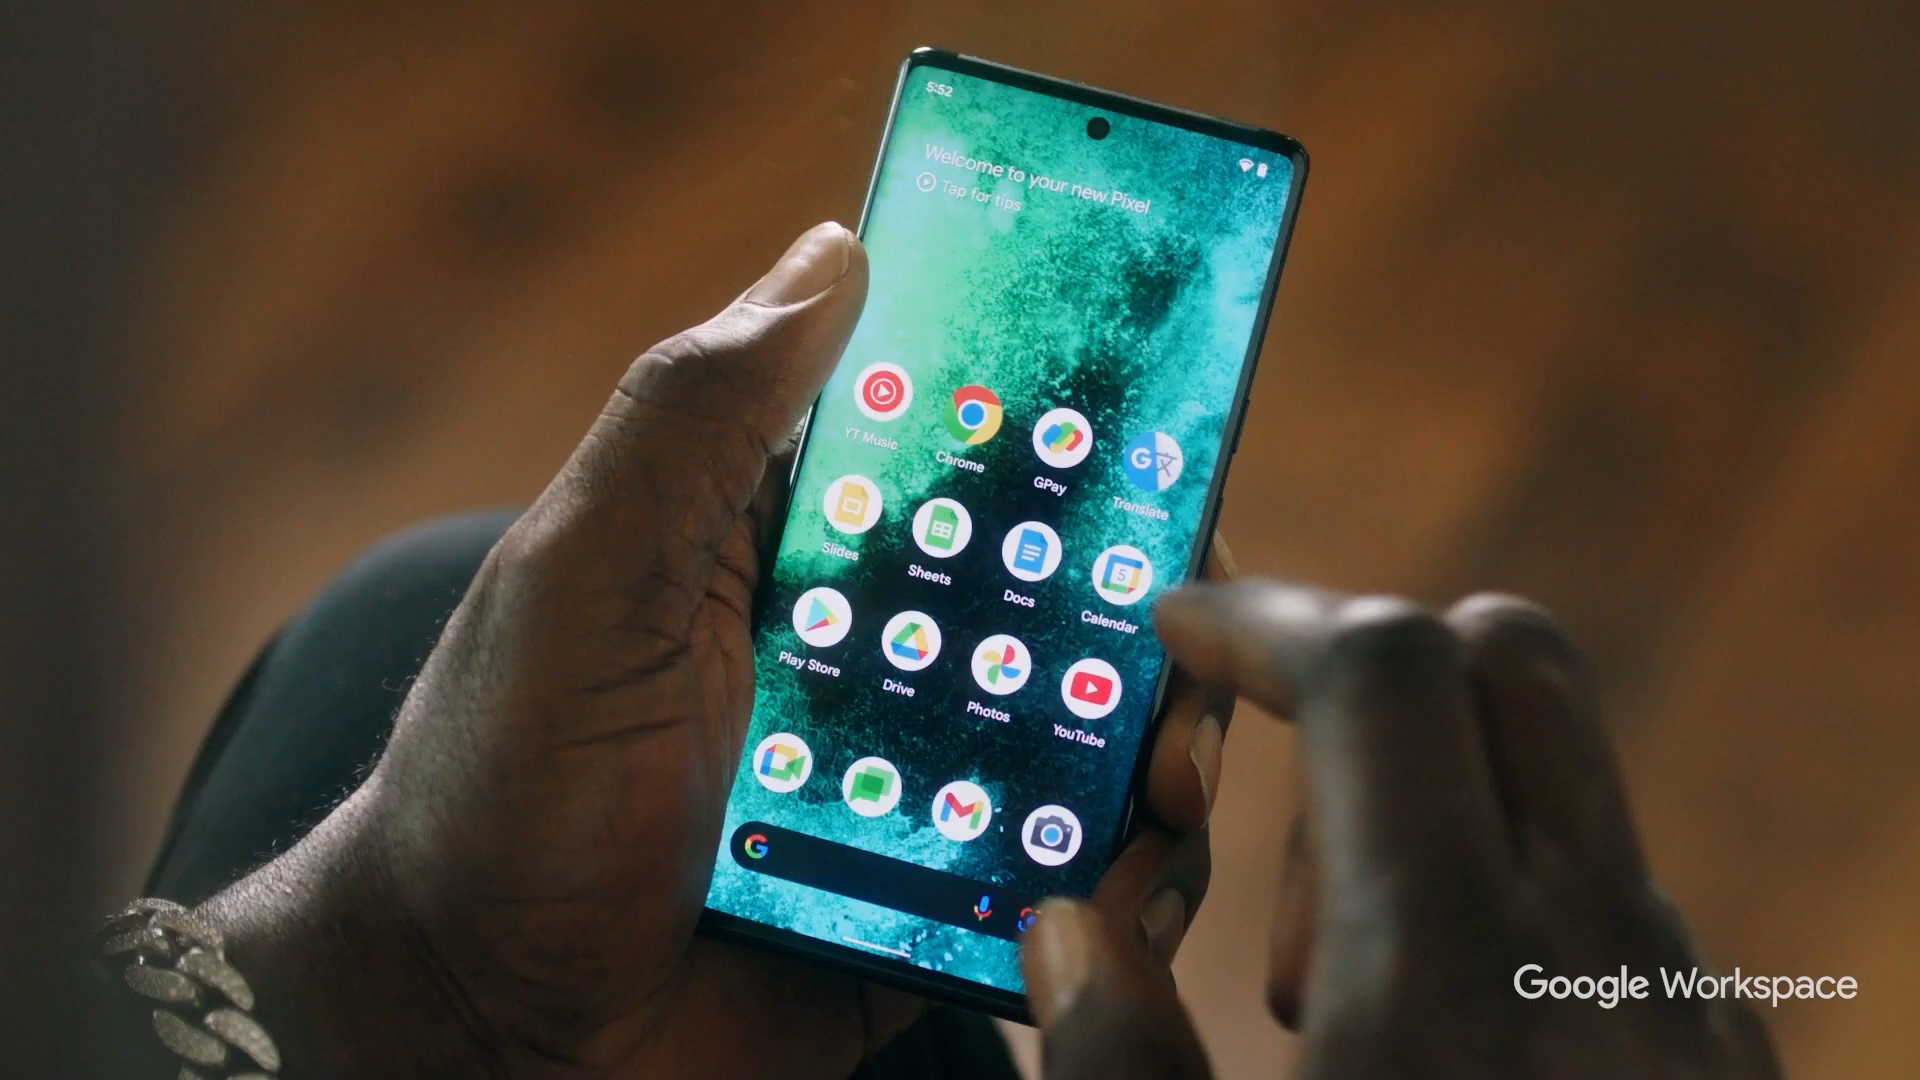 5:52
Welcome to your new Pixel
Tap for tips
YT Music
Chrome
GPay
Translate
Slides
Sheets
Docs
5
Calendar
Play Store
Drive
Photos
YouTube
Google Workspace